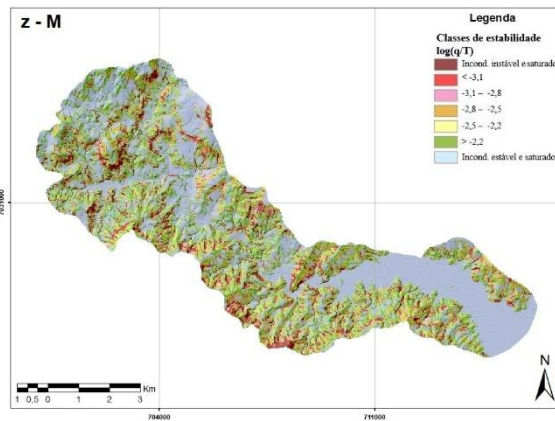 z - M
Legenda
Classes de estabilidade
log(q/T)
Incond. instável e saturado
< -3,1
-3,1 – -2,8
-2,8 – -2,5
-2,5 – -2,2
> -2,2
Incond. estável e saturado
N
Km
1 0,5 0 1 2 3
704000 711000